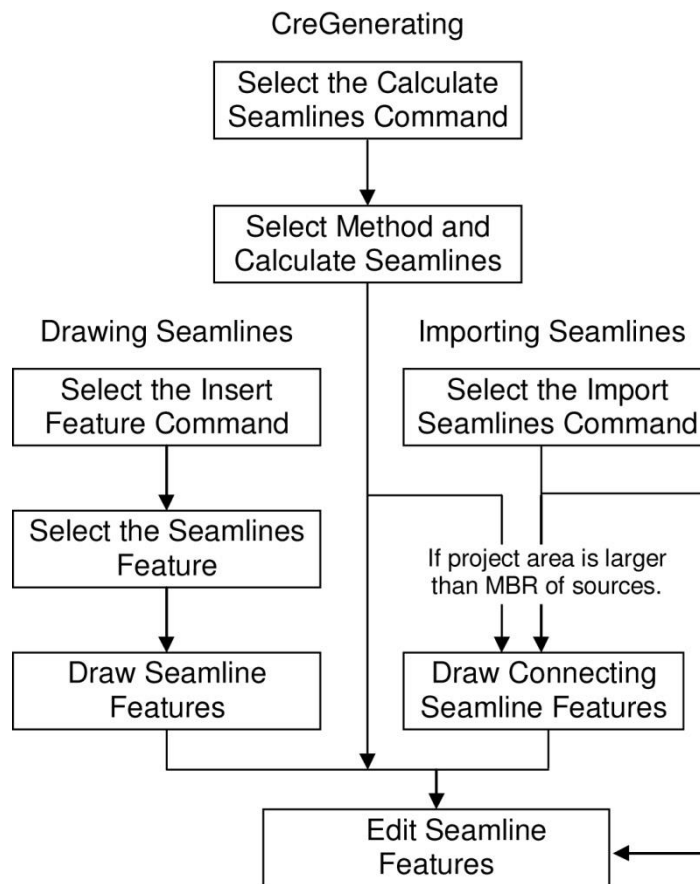 CreGenerating
Select the Calculate
Seamlines Command
Select Method and
Calculate Seamlines
Drawing Seamlines
Importing Seamlines
Select the Insert
Feature Command
Select the Import
Seamlines Command
Select the Seamlines
Feature
If project area is larger
than MBR of sources.
Draw Seamline
Features
Draw Connecting
Seamline Features
Edit Seamline
Features